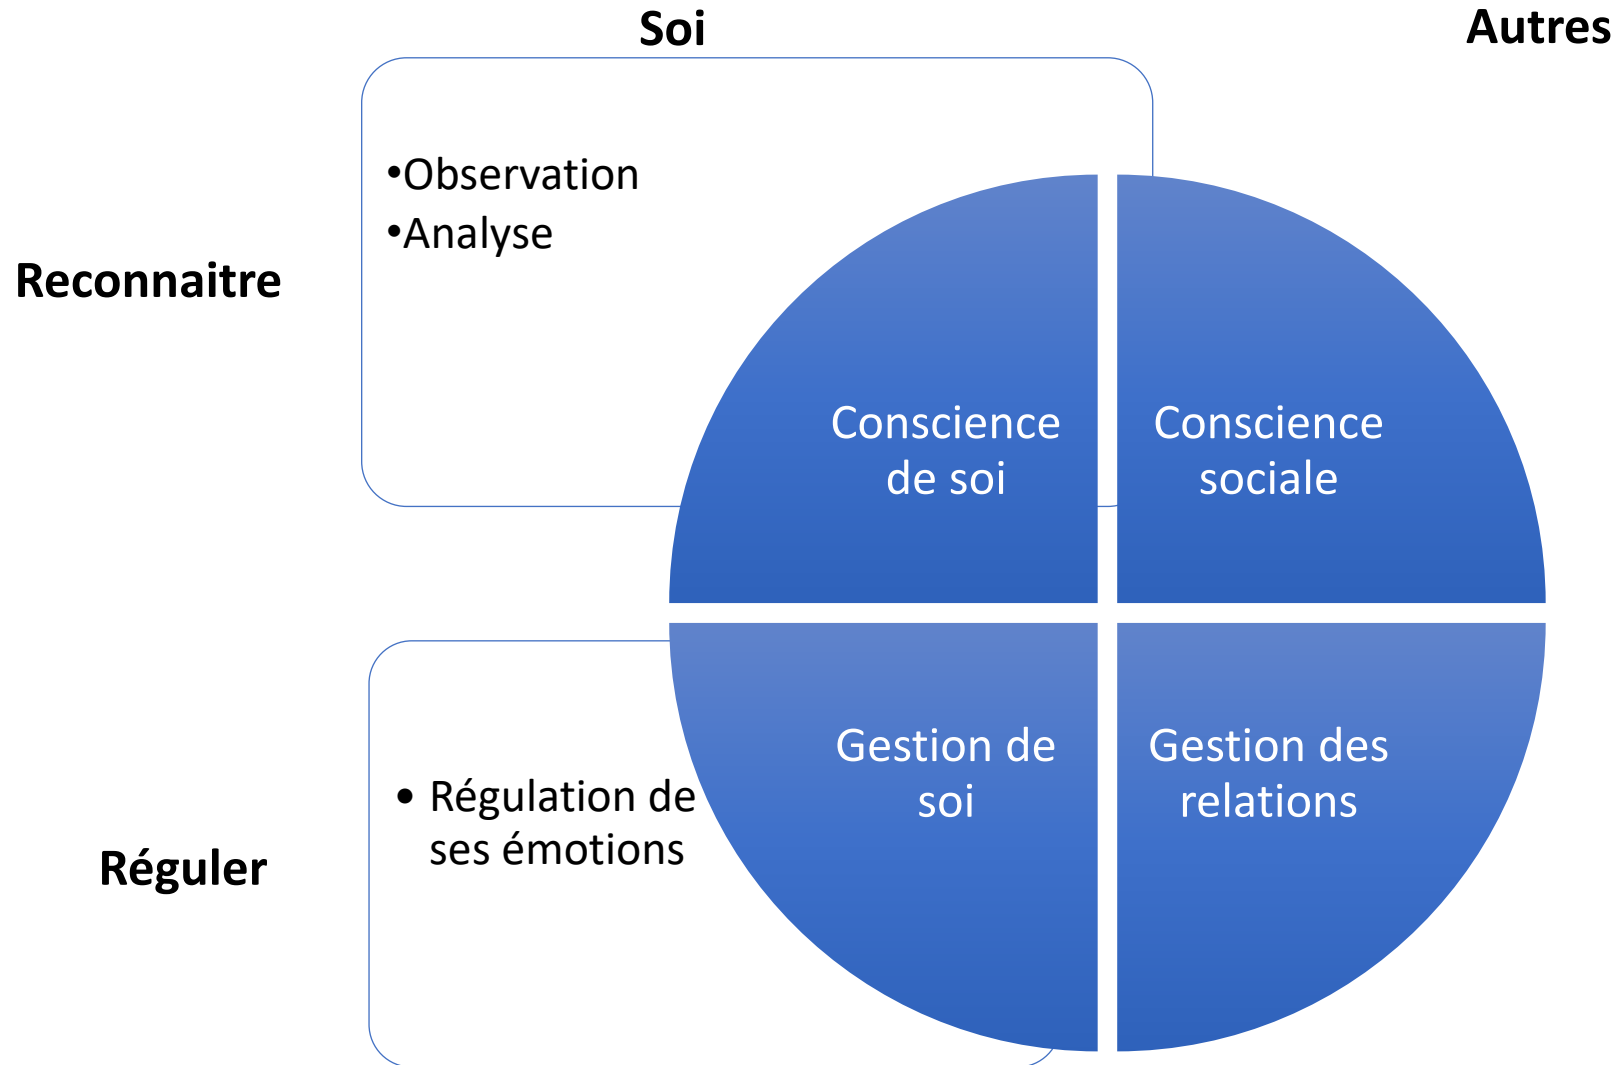 Soi
Autres
•Observation
•Analyse
Reconnaitre
Conscience
de soi
Conscience
sociale
Gestion de
soi
Gestion des
relations
• Régulation de
ses émotions
Réguler